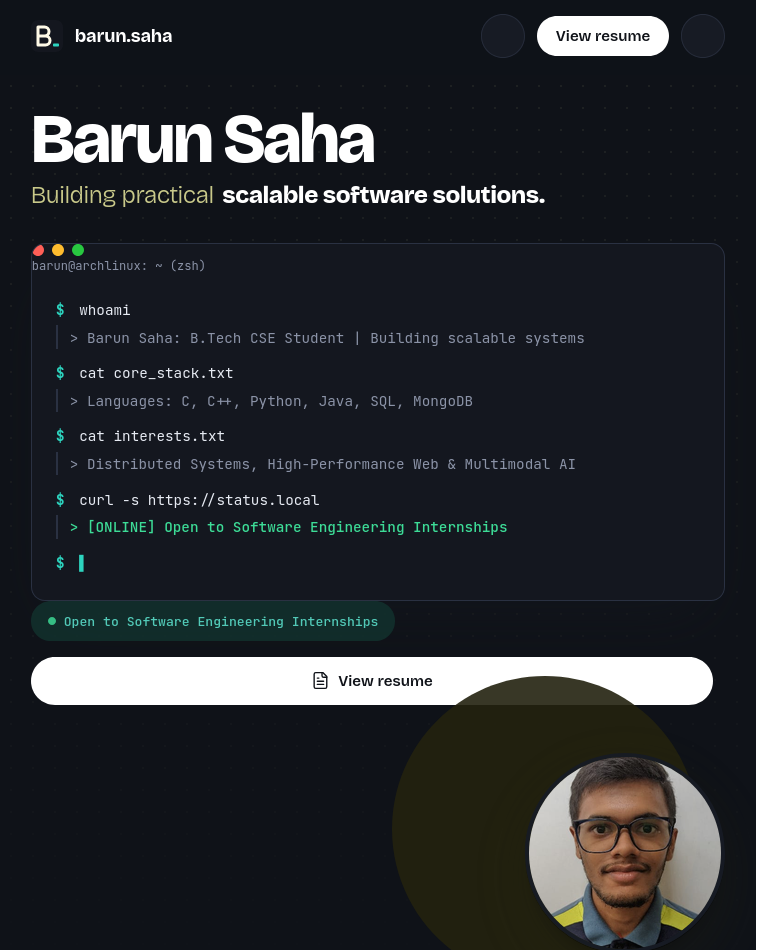 B_
barun.saha
View resume
Barun Saha
Building practical scalable software solutions.
barun@archlinux: ~ (zsh)
$ whoami
> Barun Saha: B.Tech CSE Student | Building scalable systems
$ cat core_stack.txt
> Languages: C, C++, Python, Java, SQL, MongoDB
$ cat interests.txt
> Distributed Systems, High-Performance Web & Multimodal AI
$ curl -s https://status.local
> [ONLINE] Open to Software Engineering Internships
$
Open to Software Engineering Internships
View resume